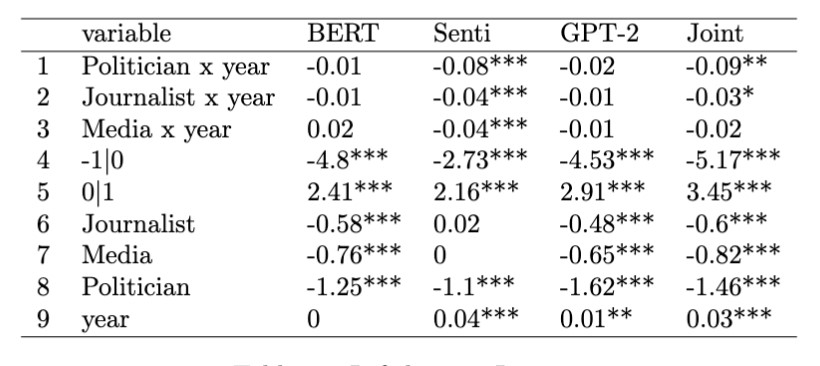 variable BERT Senti GPT-2 Joint
1 Politician x year -0.01 -0.08*** -0.02 -0.09**
2 Journalist x year -0.01 -0.04*** -0.01 -0.03*
3 Media x year 0.02 -0.04*** -0.01 -0.02
4 -1|0 -4.8*** -2.73*** -4.53*** -5.17***
5 0|1 2.41*** 2.16*** 2.91*** 3.45***
6 Journalist -0.58*** 0.02 -0.48*** -0.6***
7 Media -0.76*** 0 -0.65*** -0.82***
8 Politician -1.25*** -1.1*** -1.62*** -1.46***
9 year 0 0.04*** 0.01** 0.03***